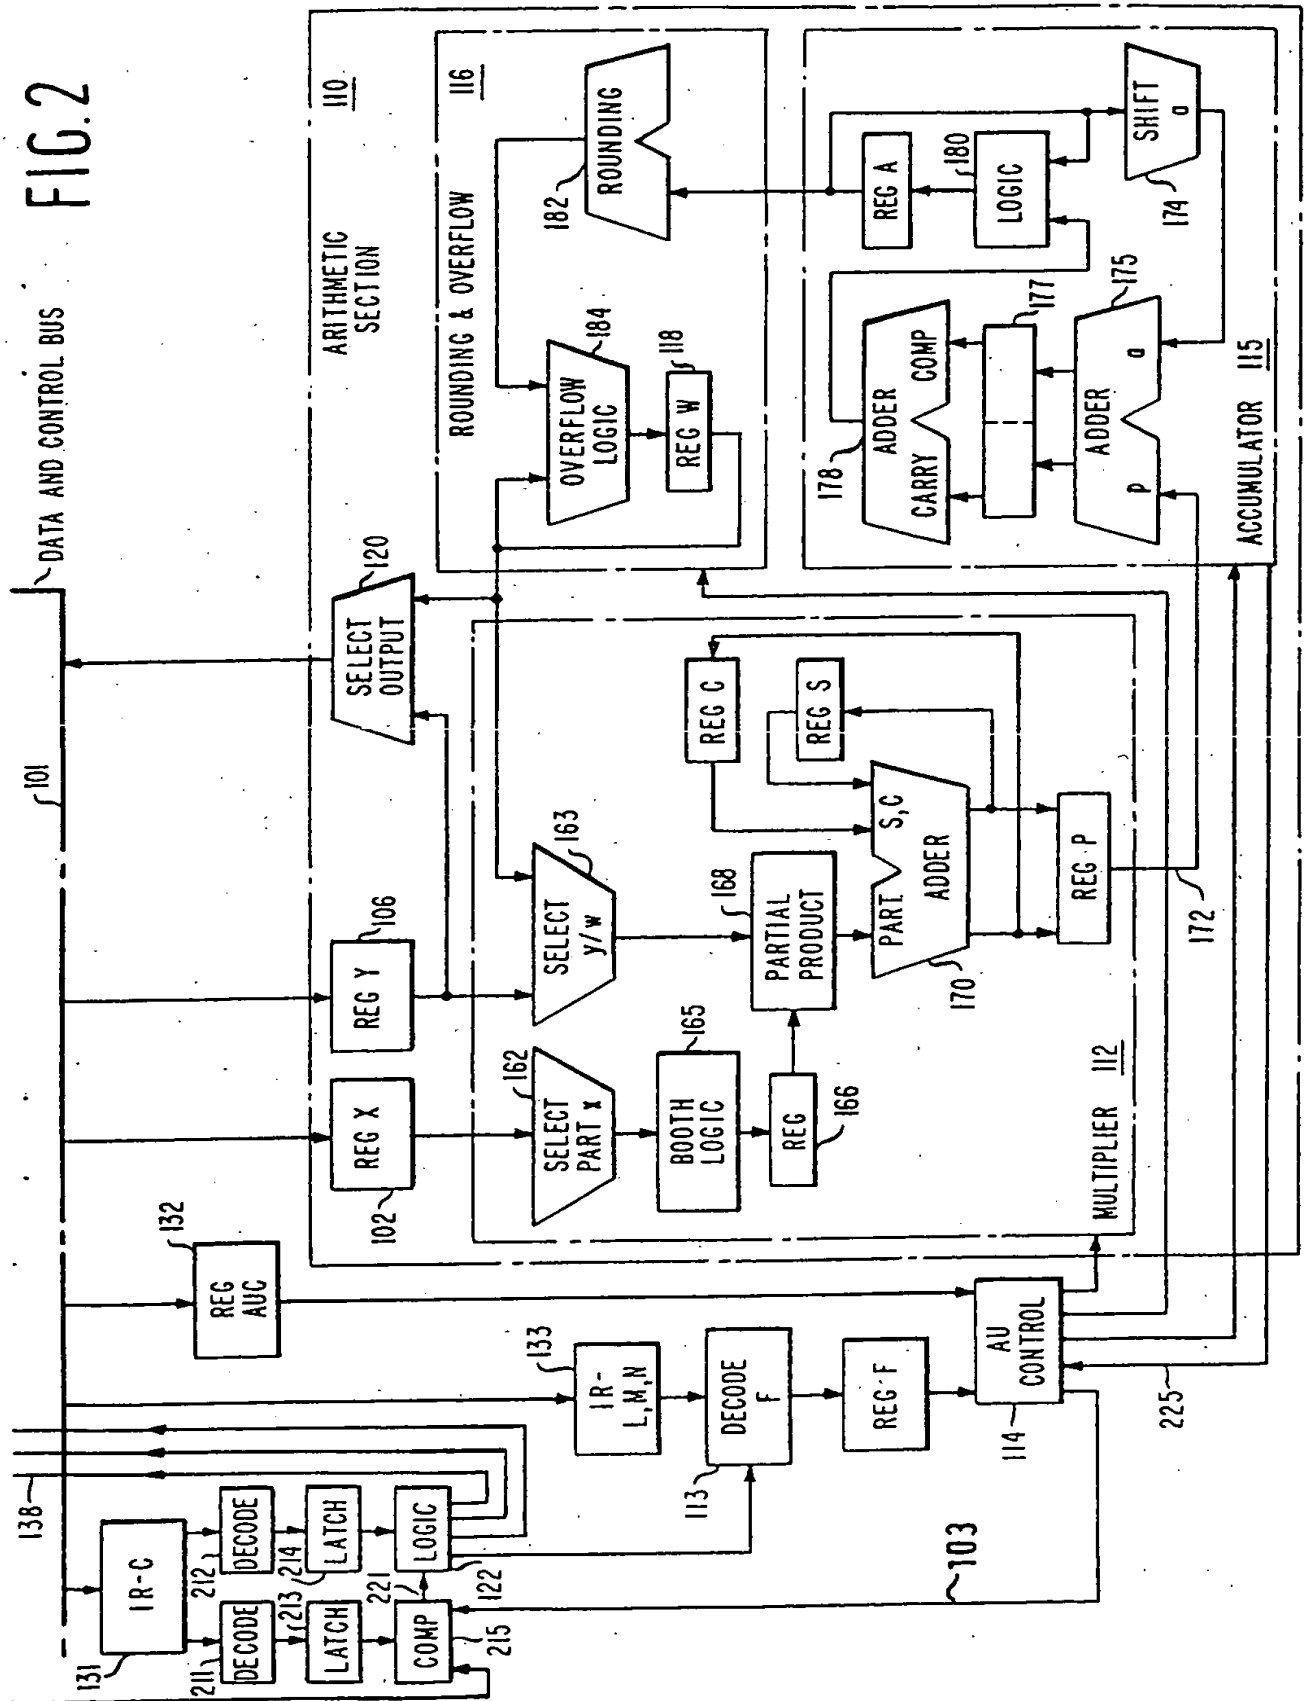 FIG.2
DATA AND CONTROL BUS
101
138
IR-C
131
DECODE
211
DECODE
212
LATCH
213
LATCH
214
COMP
215
221
LOGIC
122
REG
AUC
132
IR-
L,M,N
133
DECODE
F
113
REG F
AU
CONTROL
114
103
225
ARITHMETIC
SECTION
110
REG X
102
REG Y
106
SELECT
OUTPUT
120
SELECT
PART x
162
SELECT
y/w
163
BOOTH
LOGIC
165
REG
166
PARTIAL
PRODUCT
168
PART
S,C
ADDER
170
REG C
REG S
REG P
172
MULTIPLIER
112
ROUNDING & OVERFLOW
116
OVERFLOW
LOGIC
184
REG W
118
ROUNDING
182
ADDER
CARRY
COMP
178
177
ADDER
p
a
175
REG A
LOGIC
180
SHIFT
a
174
ACCUMULATOR
115